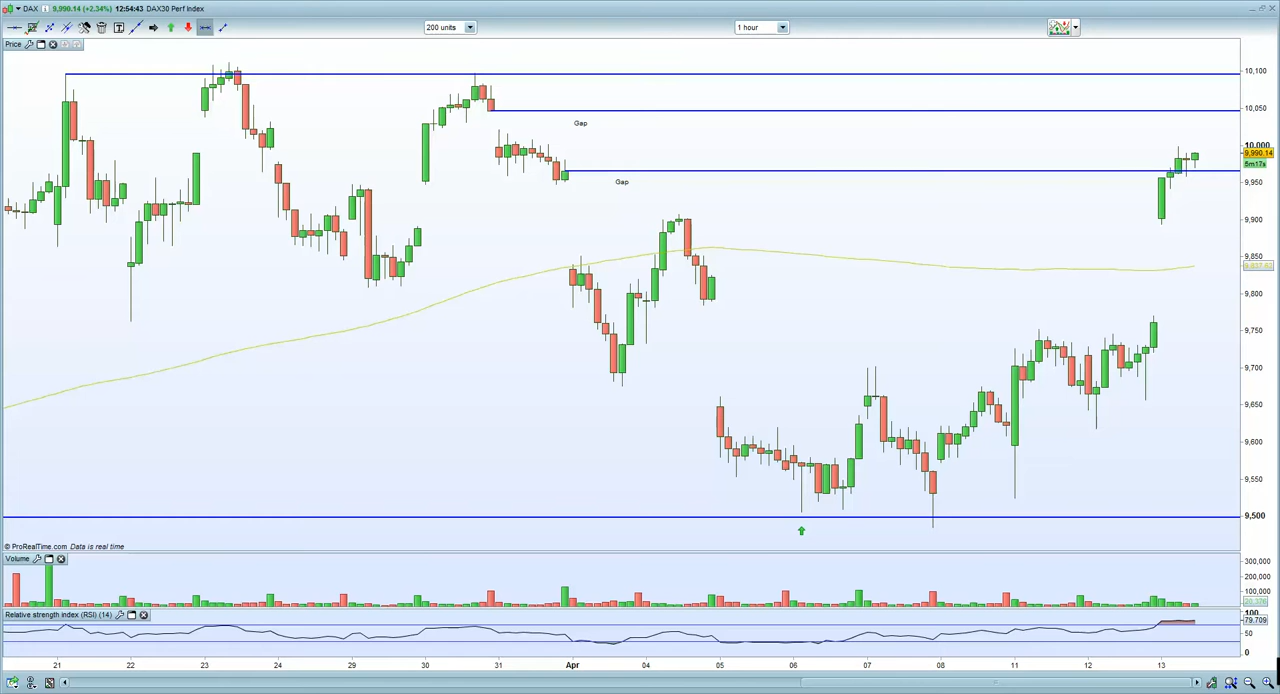 DAX 9,990.14 (+2.34%) 12:54:43 DAX30 Perf Index
200 units 1 hour
Price
10,100
10,050
Gap
10,000
9,990.14
5m17s
Gap
9,950
9,900
9,850
9,800
9,750
9,700
9,650
9,600
9,550
9,500
© ProRealTime.com Data is real time
Volume
300,000
200,000
100,000
Relative strength index (RSI) (14)
100
79.709
50
0
21 22 23 24 28 29 30 31 Apr 04 05 06 07 08 11 12 13